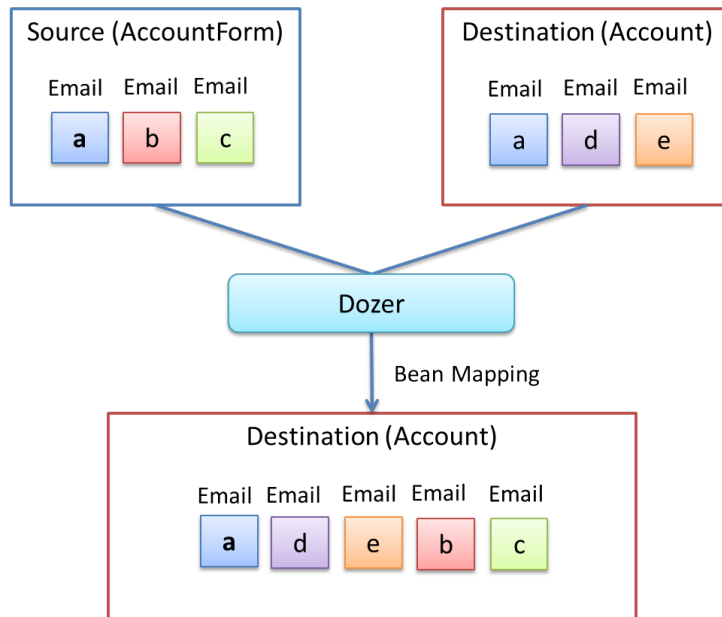 Source (AccountForm)
Email Email Email
a b c
Destination (Account)
Email Email Email
a d e
Dozer
Bean Mapping
Destination (Account)
Email Email Email Email Email
a d e b c